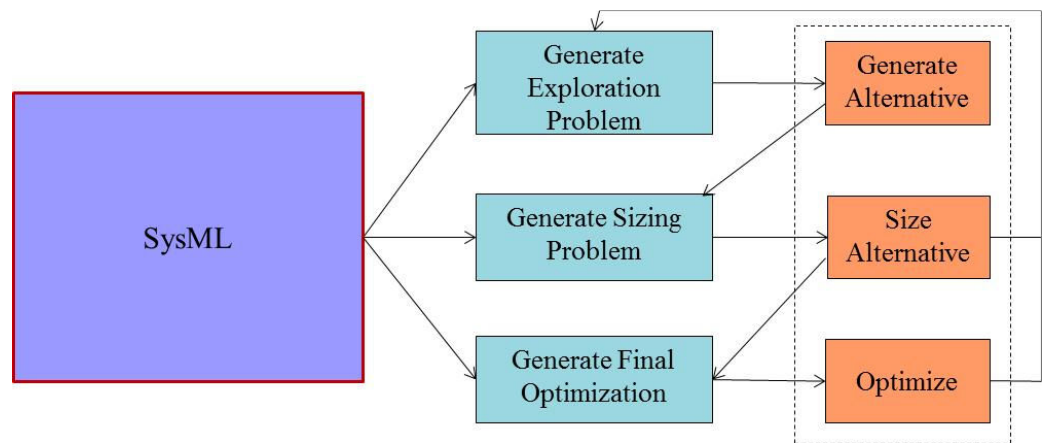 SysML
Generate
Exploration
Problem
Generate
Alternative
Generate Sizing
Problem
Size
Alternative
Generate Final
Optimization
Optimize